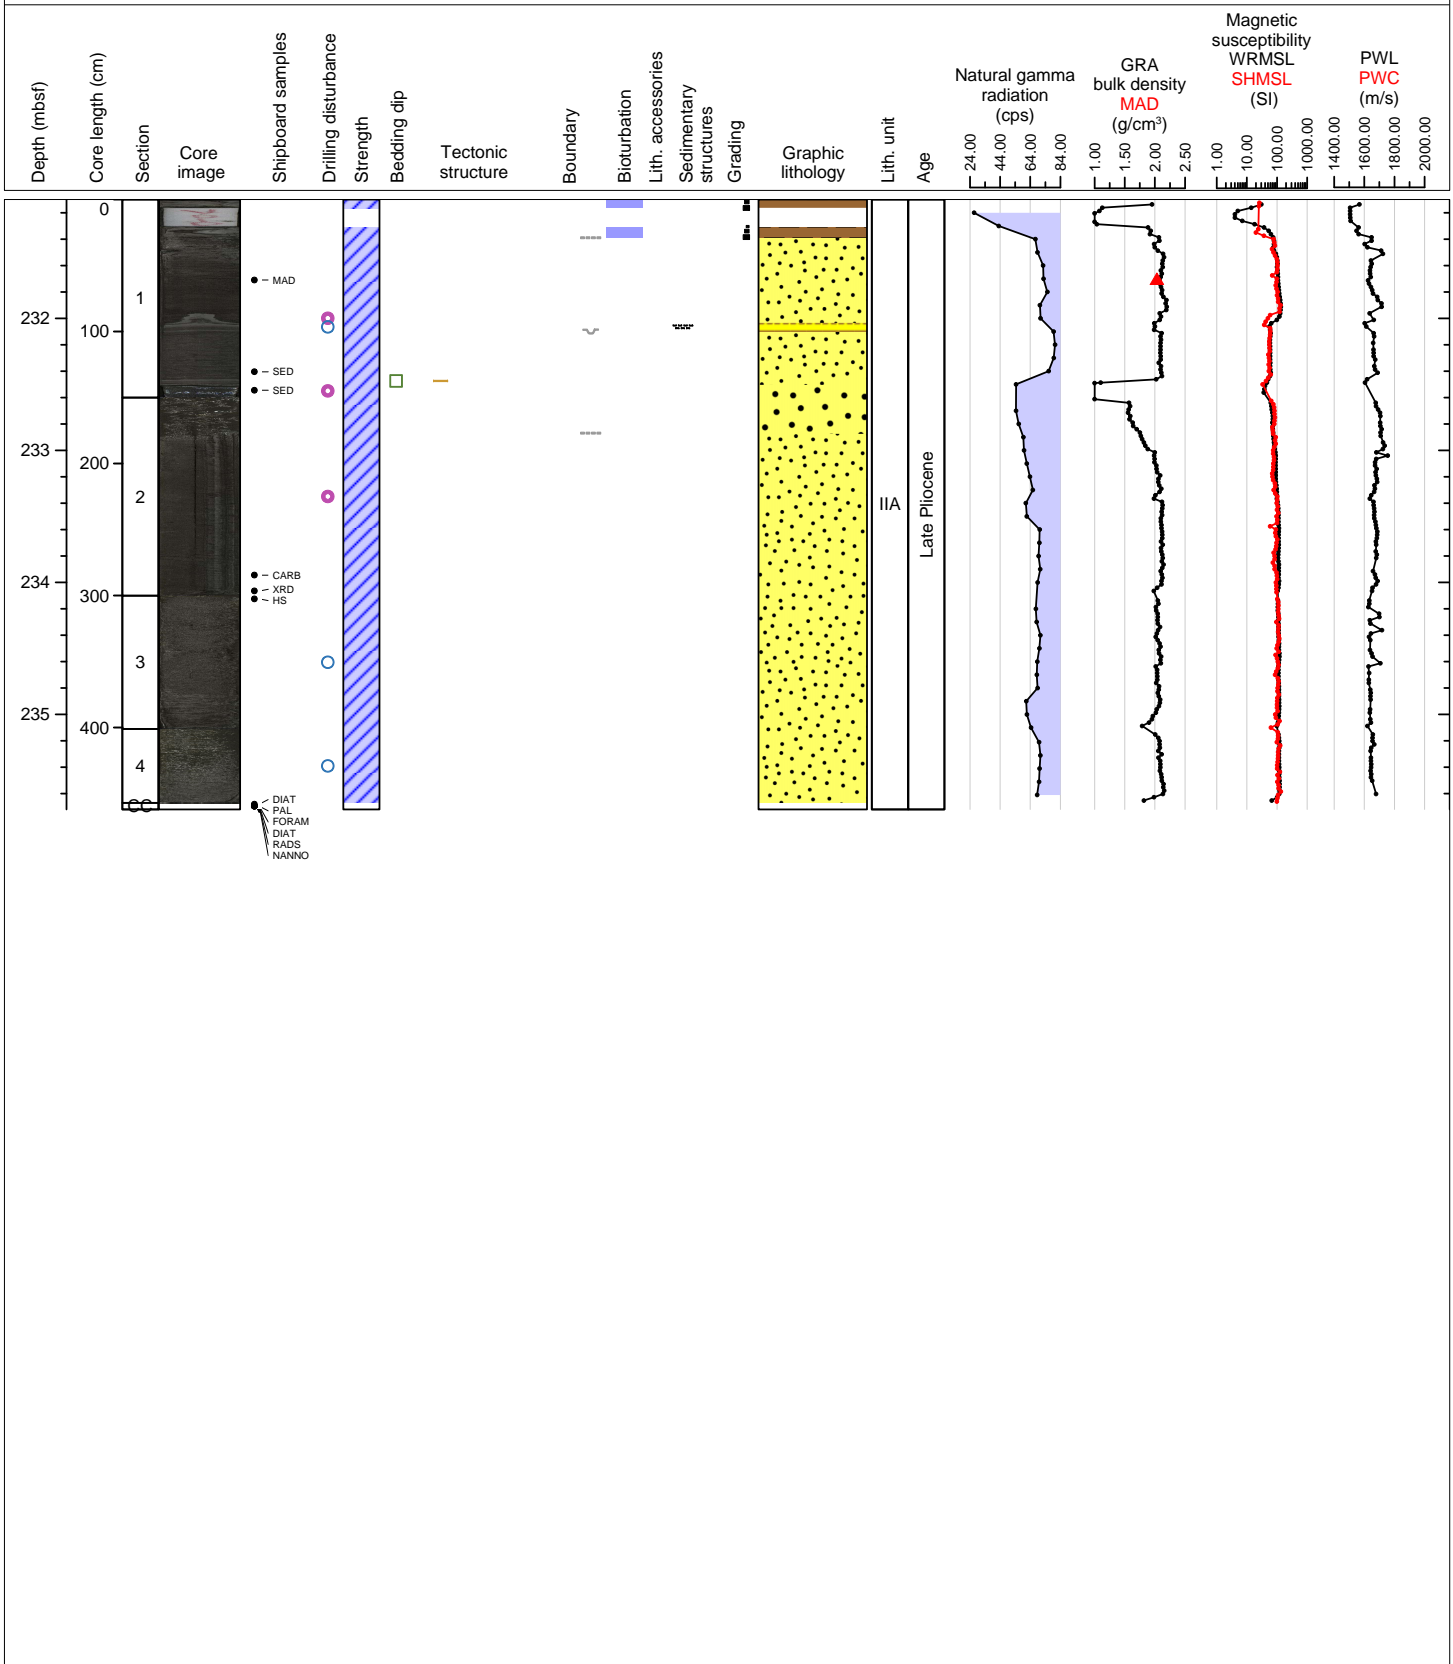 Depth (mbsf)
Core length (cm)
Section
Core
image
Shipboard samples
Drilling disturbance
Strength
Bedding dip
Tectonic
structure
Boundary
Bioturbation
Lith. accessories
Sedimentary
structures
Grading
Graphic
lithology
Lith. unit
Age
Natural gamma
radiation
(cps)
24.00
44.00
64.00
84.00
GRA
bulk density
MAD
(g/cm³)
1.00
1.50
2.00
2.50
Magnetic
susceptibility
WRMSL
SHMSL
(SI)
1.00
10.00
100.00
1000.00
PWL
PWC
(m/s)
1400.00
1600.00
1800.00
2000.00
232
233
234
235
0
100
200
300
400
1
2
3
4
CC
MAD
SED
SED
CARB
XRD
HS
DIAT
PAL
FORAM
DIAT
RADS
NANNO
IIA
Late Pliocene